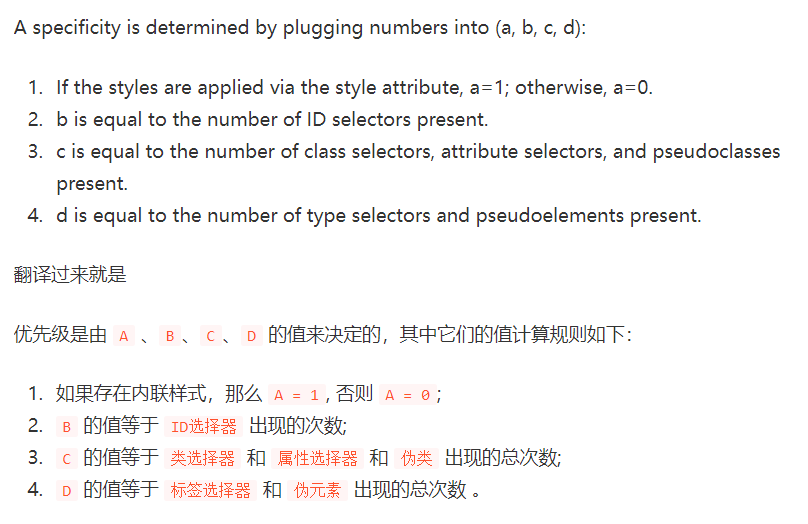 A specificity is determined by plugging numbers into (a, b, c, d):
1. If the styles are applied via the style attribute, a=1; otherwise, a=0.
2. b is equal to the number of ID selectors present.
3. c is equal to the number of class selectors, attribute selectors, and pseudoclasses
present.
4. d is equal to the number of type selectors and pseudoelements present.
翻译过来就是
优先级是由 A 、 B 、 C 、 D 的值来决定的，其中它们的值计算规则如下：
1. 如果存在内联样式，那么 A = 1 , 否则 A = 0 ;
2. B 的值等于 ID选择器 出现的次数;
3. C 的值等于 类选择器 和 属性选择器 和 伪类 出现的总次数;
4. D 的值等于 标签选择器 和 伪元素 出现的总次数 。